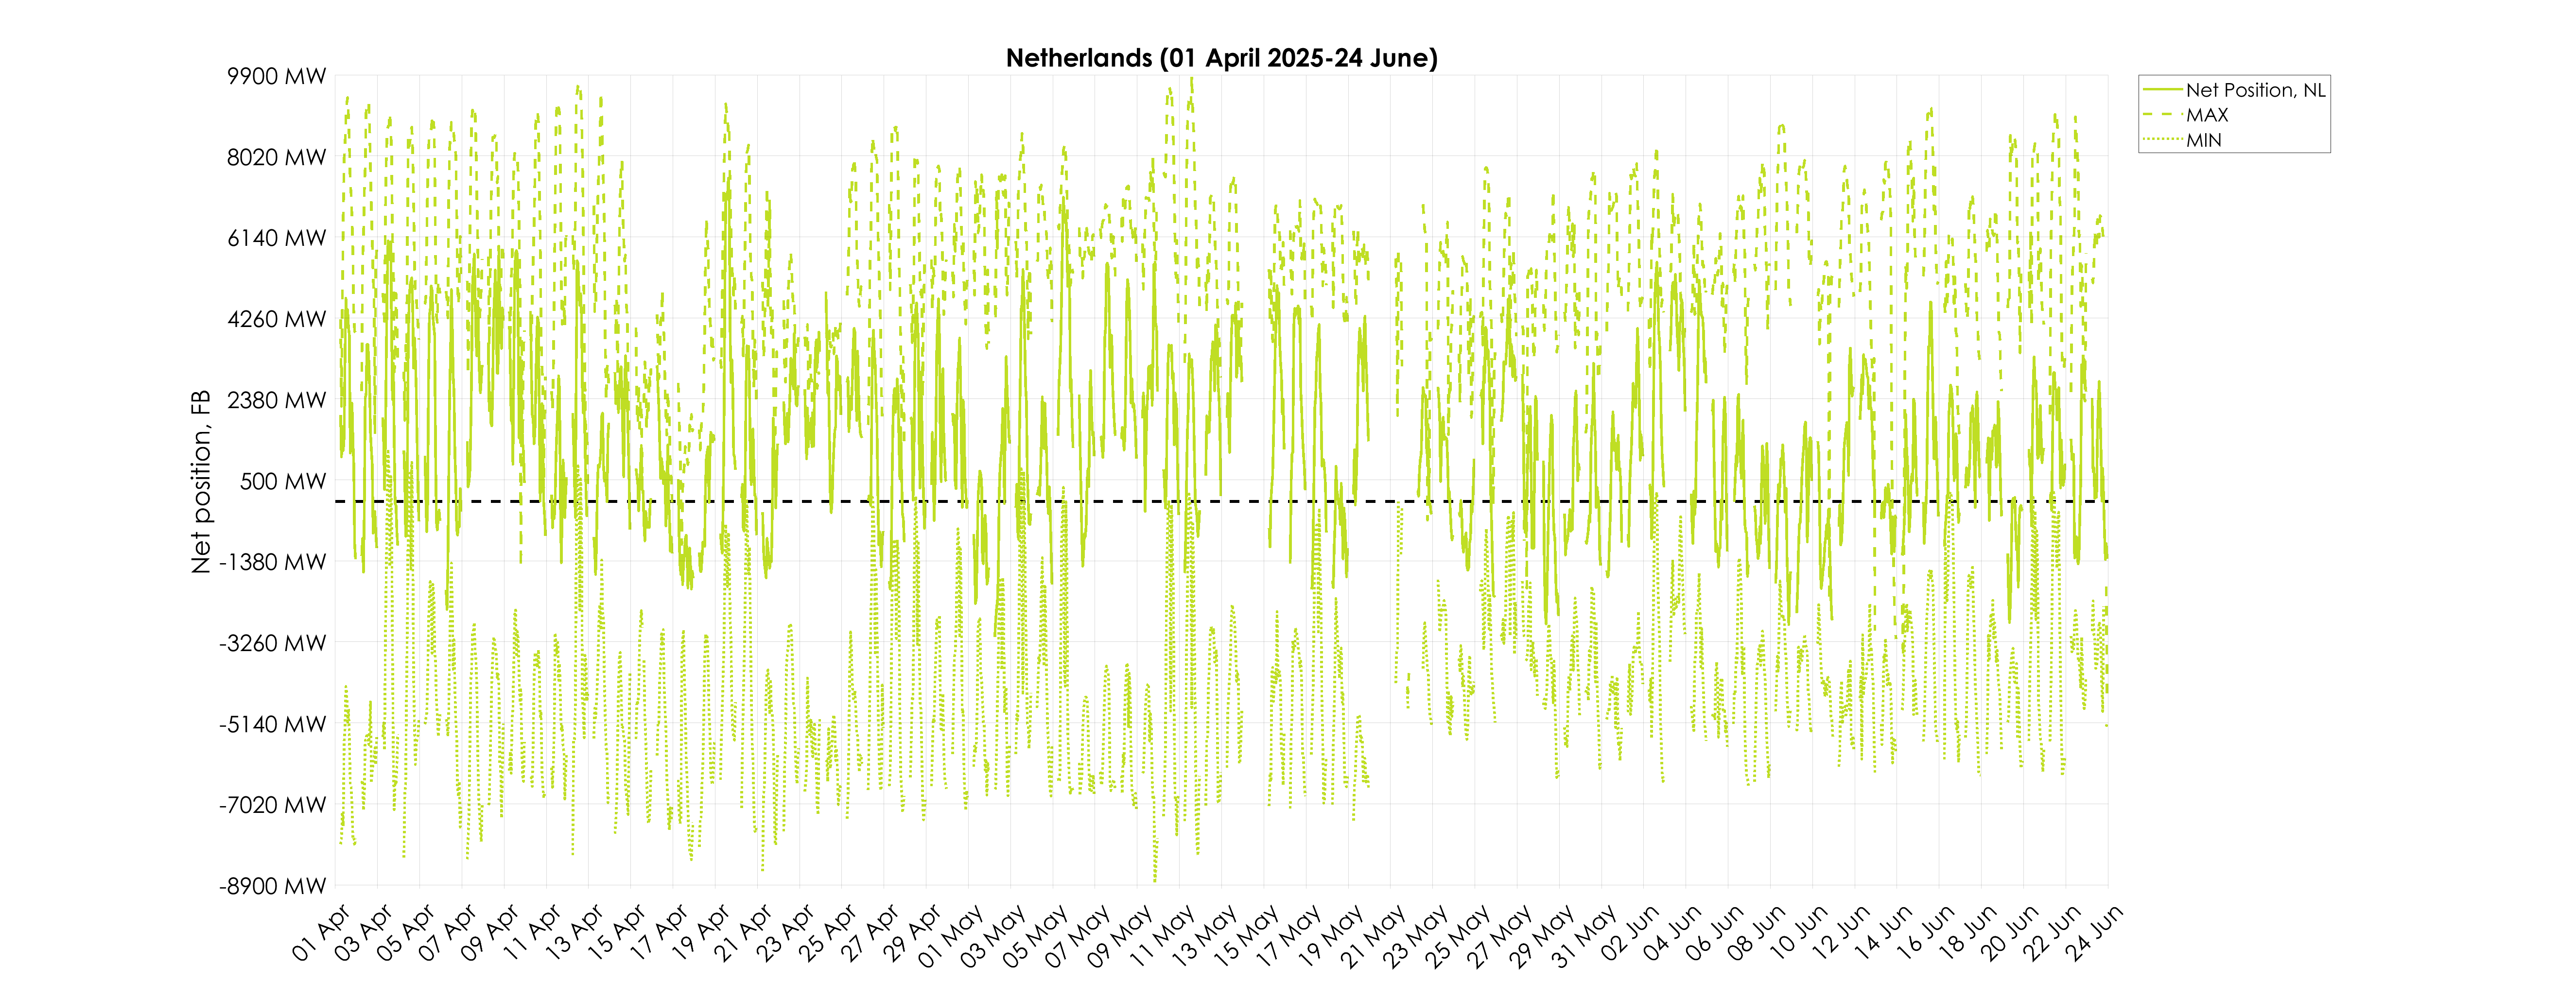 Netherlands (01 April 2025-24 June)
9900 MW
8020 MW
6140 MW
4260 MW
2380 MW
500 MW
-1380 MW
-3260 MW
-5140 MW
-7020 MW
-8900 MW
Net position, FB
Net Position, NL
MAX
MIN
01 Apr
03 Apr
05 Apr
07 Apr
09 Apr
11 Apr
13 Apr
15 Apr
17 Apr
19 Apr
21 Apr
23 Apr
25 Apr
27 Apr
29 Apr
01 May
03 May
05 May
07 May
09 May
11 May
13 May
15 May
17 May
19 May
21 May
23 May
25 May
27 May
29 May
31 May
02 Jun
04 Jun
06 Jun
08 Jun
10 Jun
12 Jun
14 Jun
16 Jun
18 Jun
20 Jun
22 Jun
24 Jun